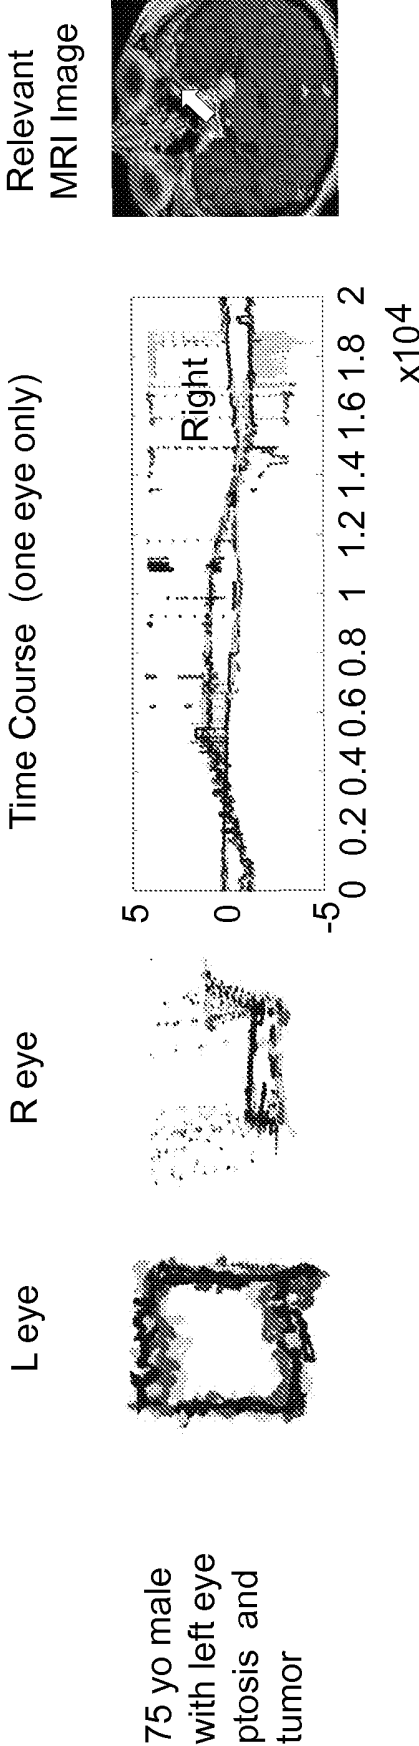 75 yo male
with left eye
ptosis and
tumor
L eye
R eye
Time Course (one eye only)
5
0
-5
Right
0 0.2 0.4 0.6 0.8 1 1.2 1.4 1.6 1.8 2
x10⁴
Relevant
MRI Image